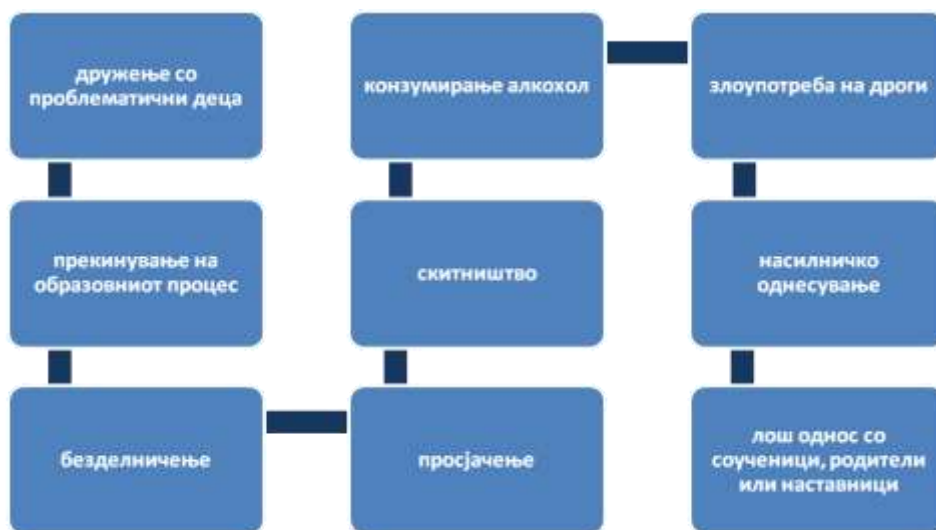 дружење со
проблематични деца
прекинување на
образовниот процес
безделничење
просјачење
скитништво
конзумирање алкохол
злоупотреба на дроги
насилничко
однесување
лош однос со
соученици, родители
или наставници